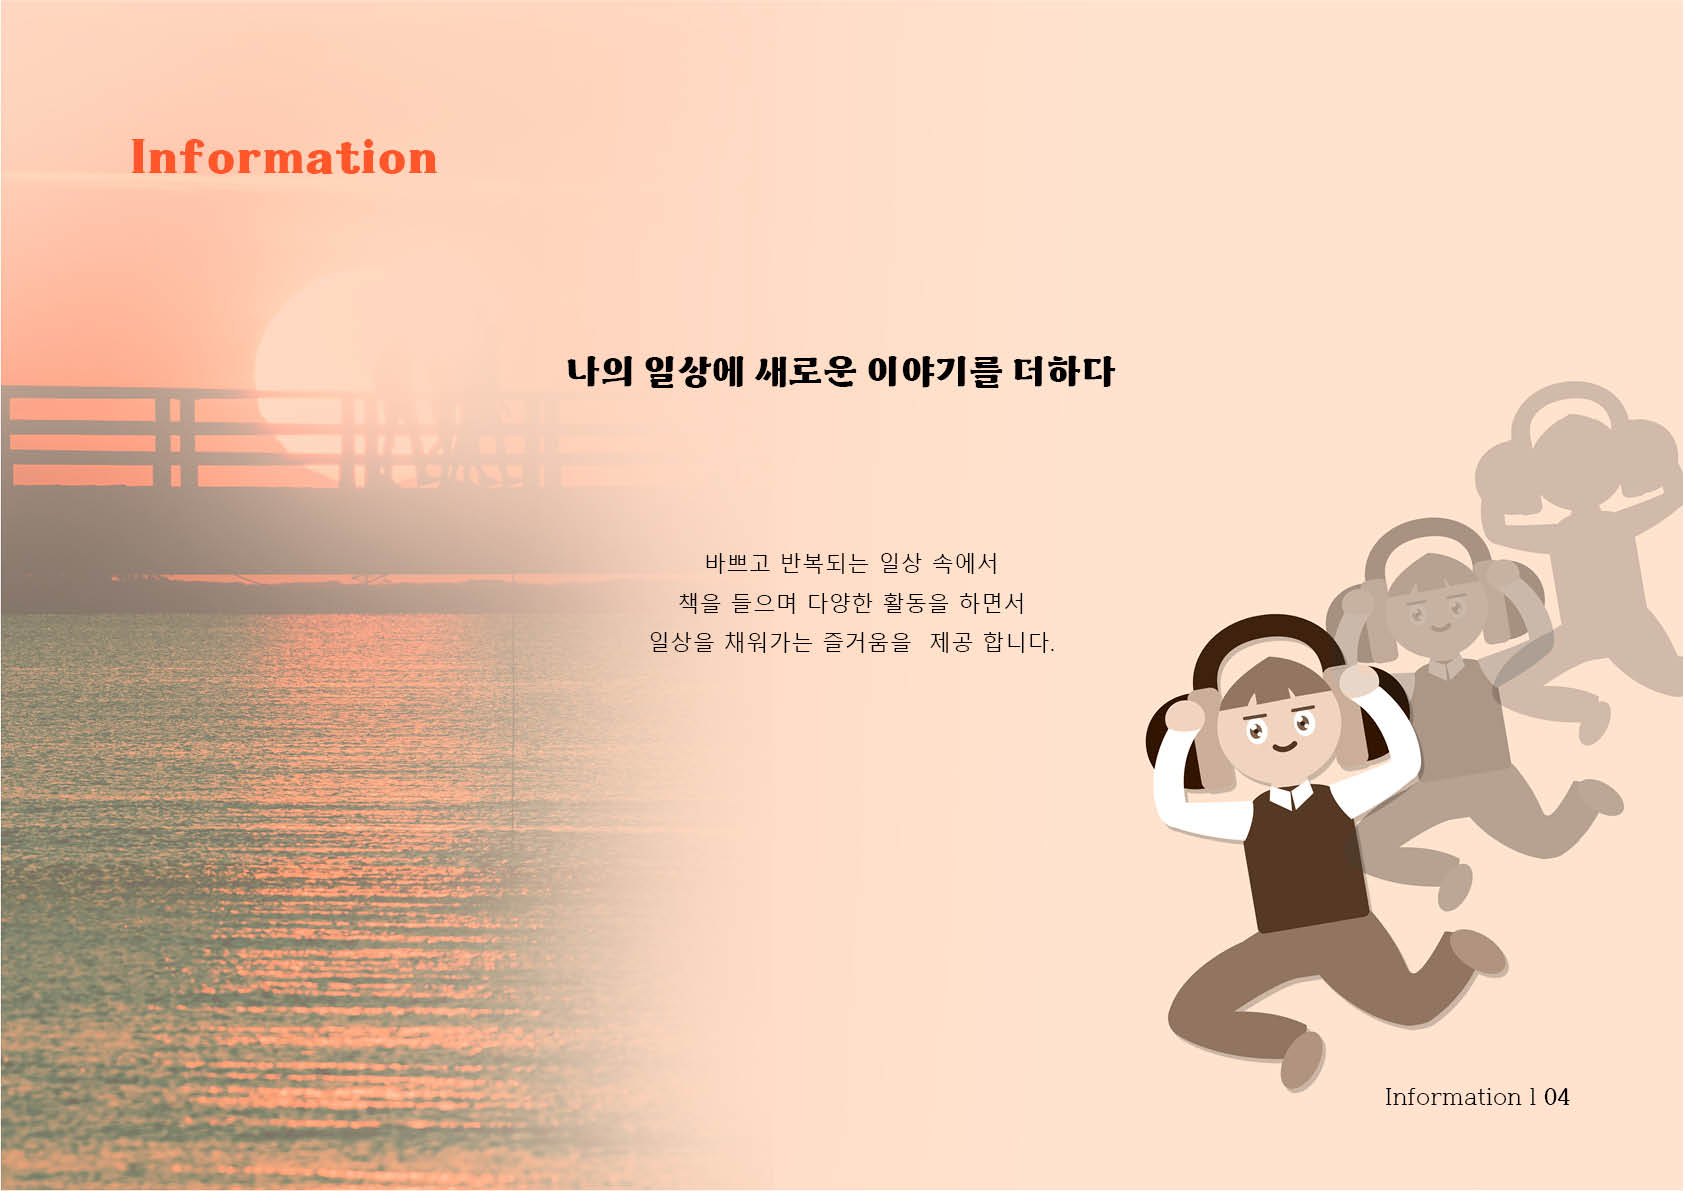 Information
나의 일상에 새로운 이야기를 더하다
바쁘고 반복되는 일상 속에서
책을 들으며 다양한 활동을 하면서
일상을 채워가는 즐거움을  제공 합니다.
Information l 04